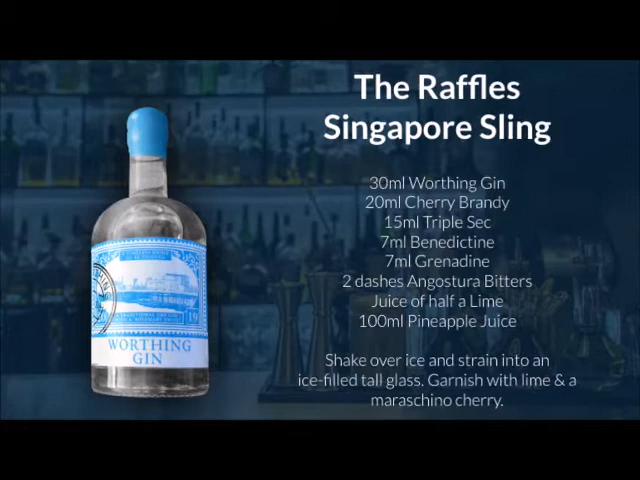 The Raffles
Singapore Sling
30ml Worthing Gin
20ml Cherry Brandy
15ml Triple Sec
7ml Benedictine
7ml Grenadine
2 dashes Angostura Bitters
Juice of half a Lime
100ml Pineapple Juice
Shake over ice and strain into an
ice-filled tall glass. Garnish with lime & a
maraschino cherry.
WORTHING
GIN